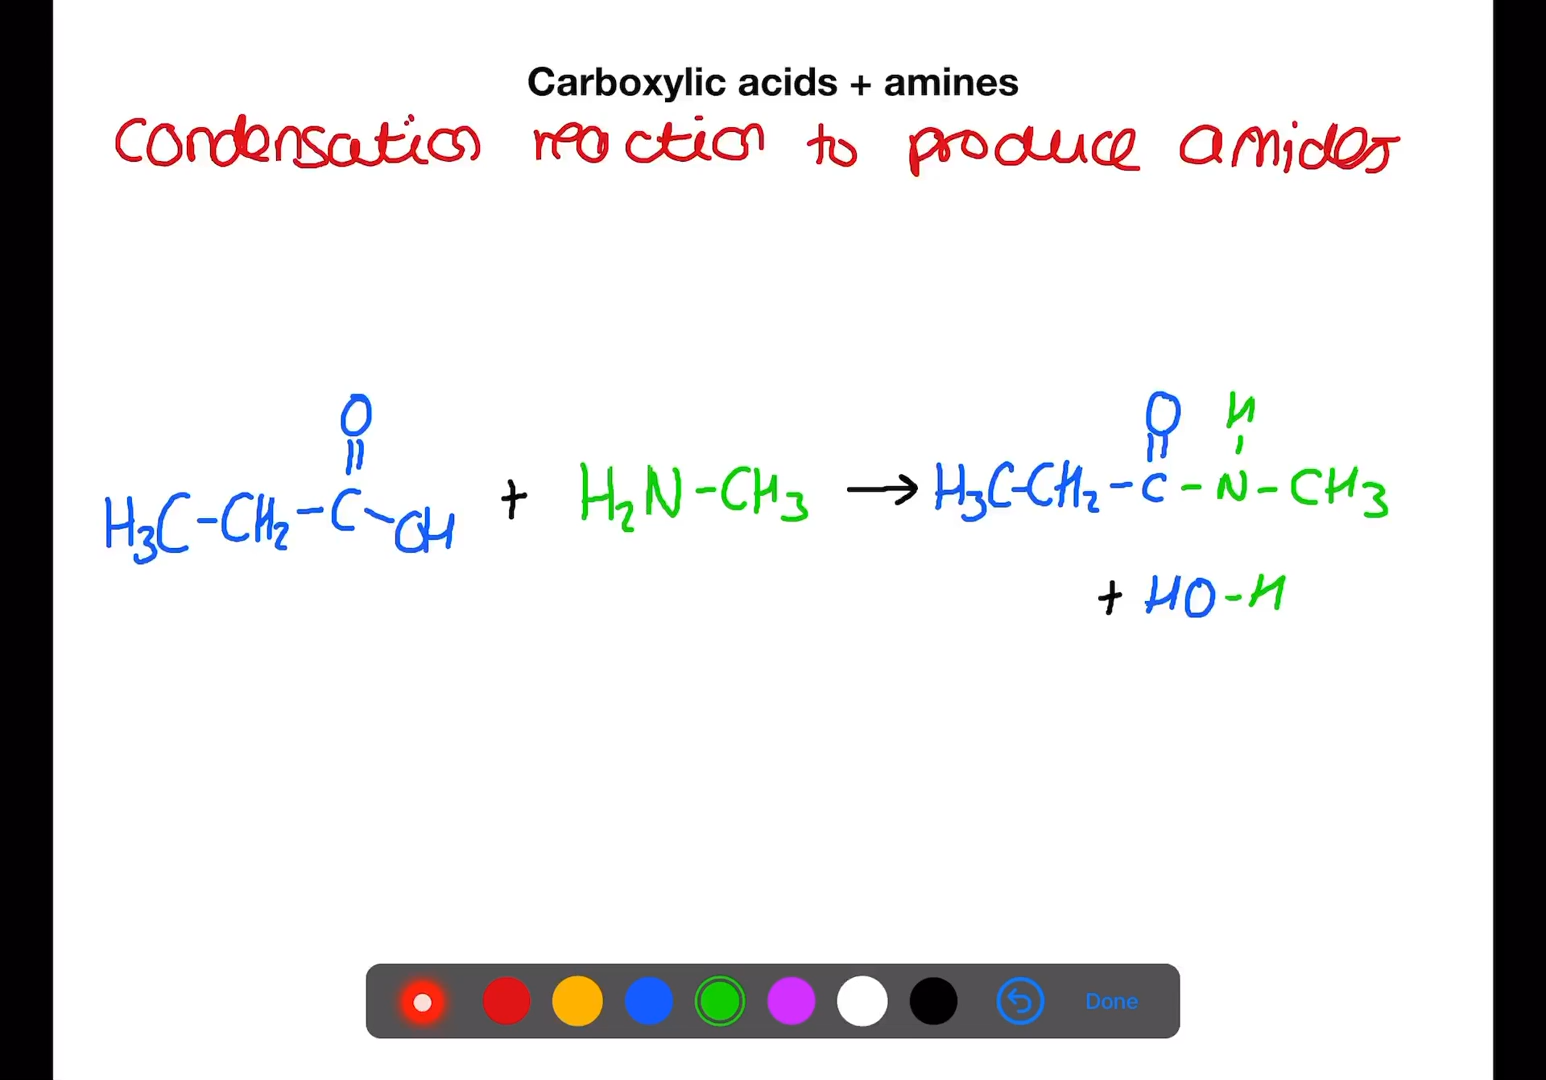 Carboxylic acids + amines
Condensation reaction to produce amides
O O H
H₃C-CH₂-C-OH + H₂N-CH₃ → H₃C-CH₂-C-N-CH₃
+ HO-H
Done